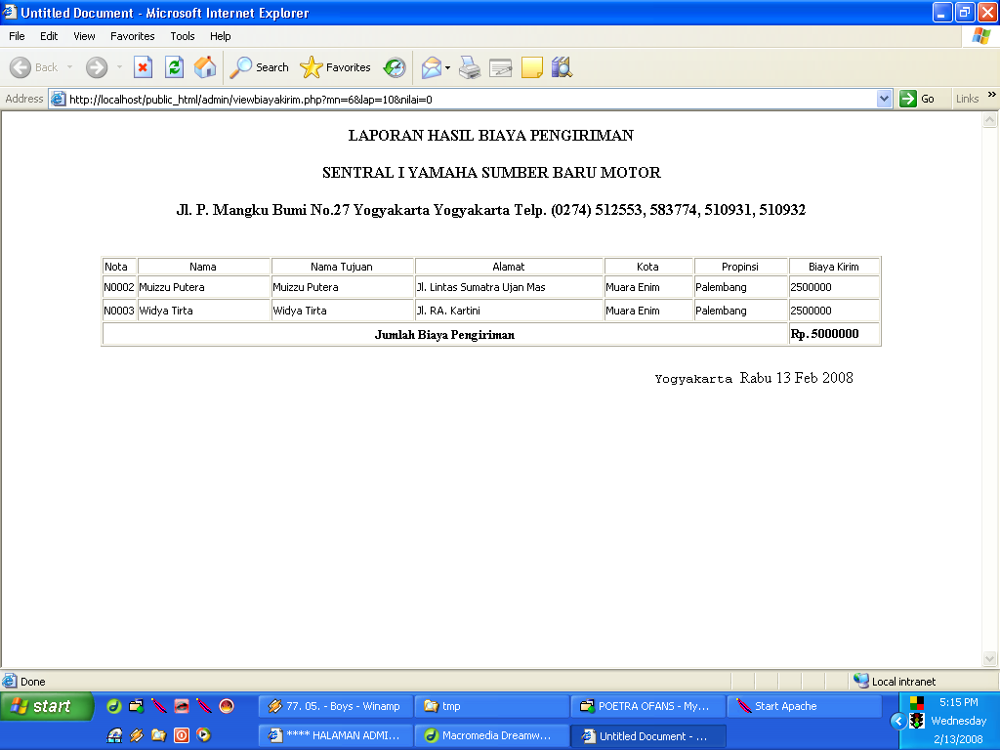 Untitled Document - Microsoft Internet Explorer
File Edit View Favorites Tools Help
Back Search Favorites
Address http://localhost/public_html/admin/viewbiayakirim.php?mn=6&lap=10&nilai=0 Go Links »
LAPORAN HASIL BIAYA PENGIRIMAN
SENTRAL I YAMAHA SUMBER BARU MOTOR
Jl. P. Mangku Bumi No.27 Yogyakarta Yogyakarta Telp. (0274) 512553, 583774, 510931, 510932
Nota Nama Nama Tujuan Alamat Kota Propinsi Biaya Kirim
N0002 Muizzu Putera Muizzu Putera Jl. Lintas Sumatra Ujan Mas Muara Enim Palembang 2500000
N0003 Widya Tirta Widya Tirta Jl. RA. Kartini Muara Enim Palembang 2500000
Jumlah Biaya Pengiriman Rp. 5000000
Yogyakarta Rabu 13 Feb 2008
Done Local intranet
start 77. 05. - Boys - Winamp tmp POETRA OFANS - My... Start Apache 5:15 PM
Wednesday
**** HALAMAN ADMI... Macromedia Dreamw... Untitled Document - ... 2/13/2008